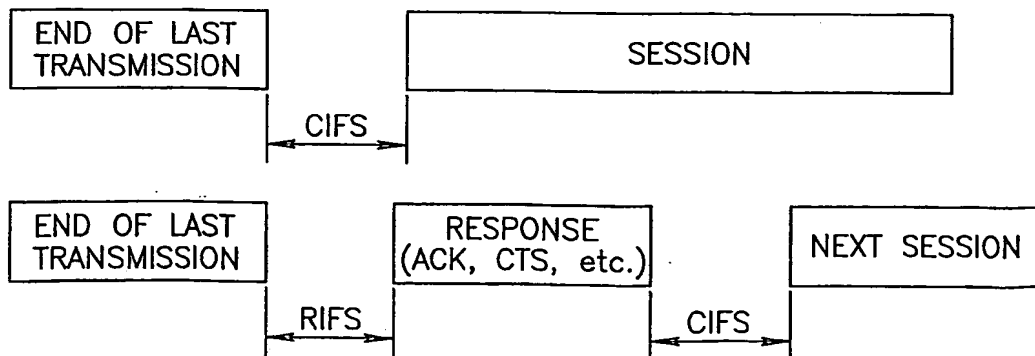 END OF LAST
TRANSMISSION
SESSION
CIFS
END OF LAST
TRANSMISSION
RESPONSE
(ACK, CTS, etc.)
NEXT SESSION
RIFS
CIFS